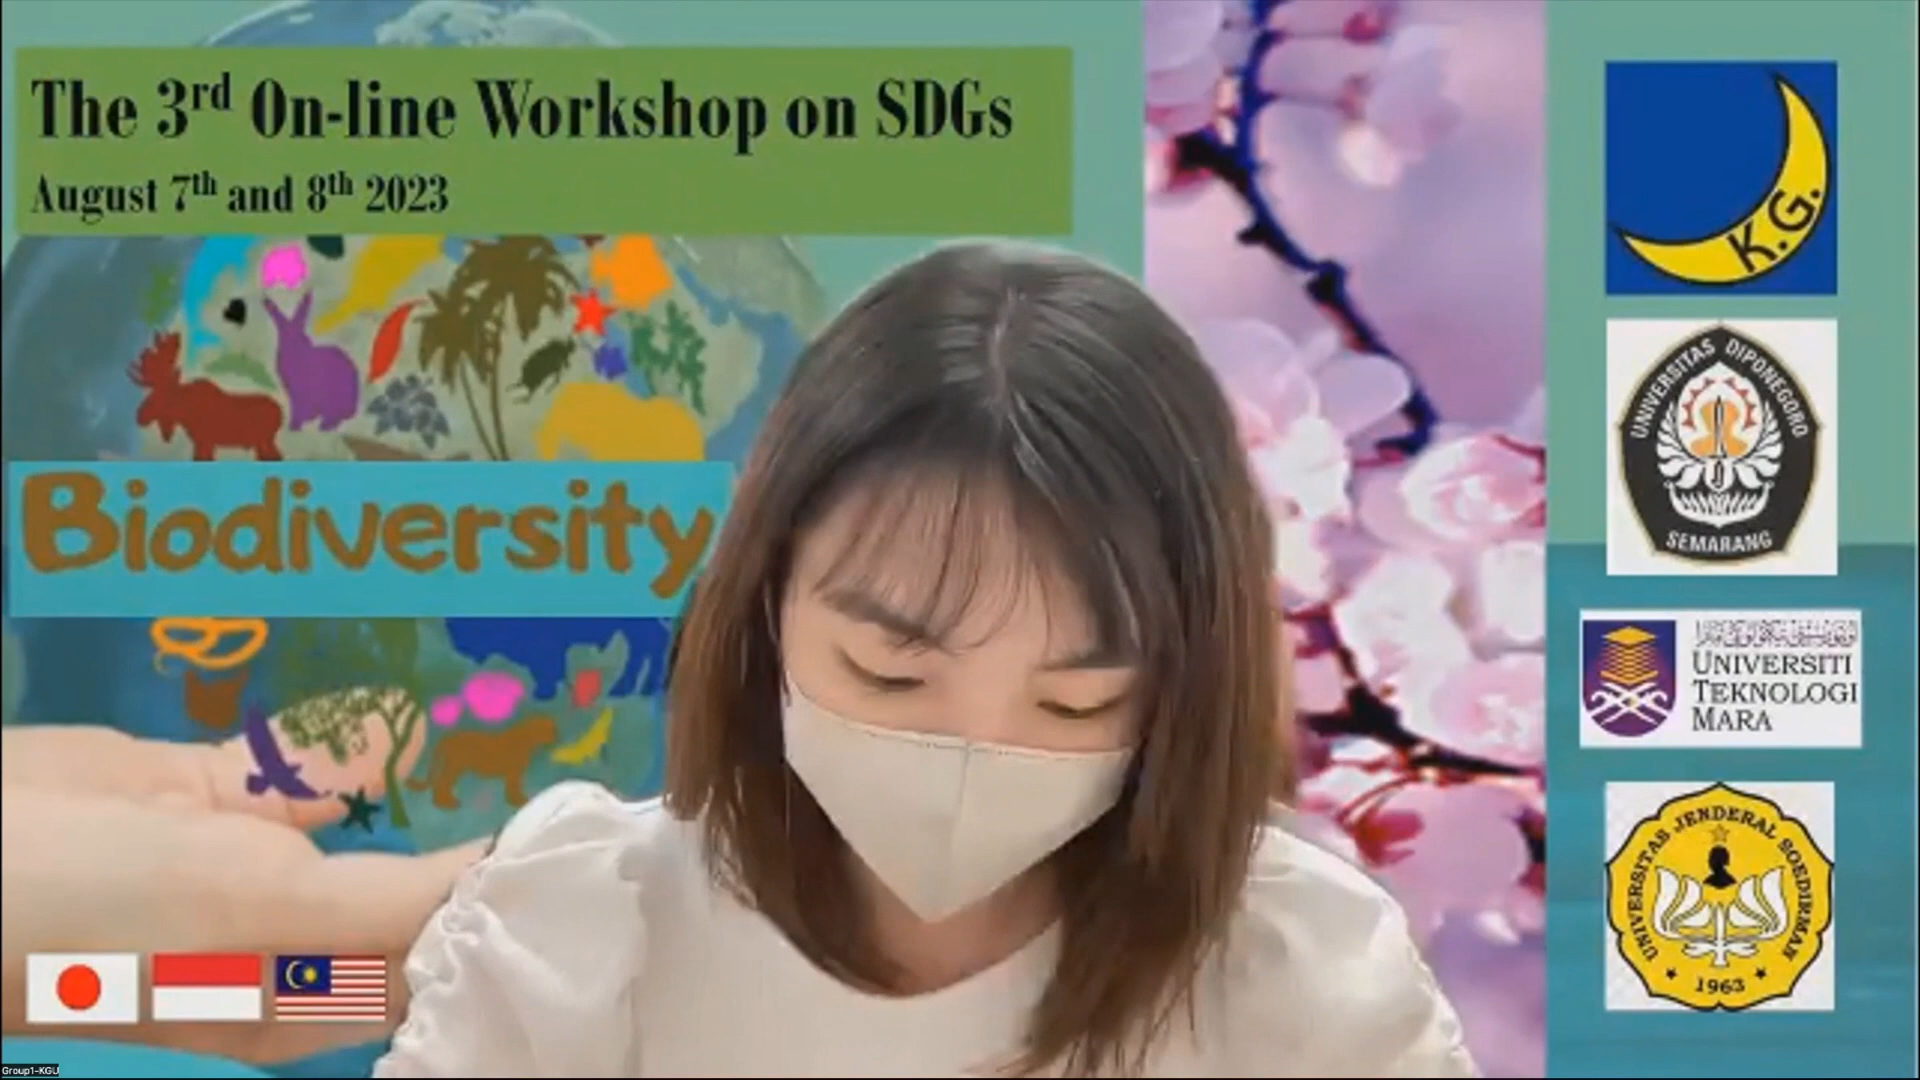 The 3rd On-line Workshop on SDGs
August 7th and 8th 2023
Biodiversity
K.G.
UNIVERSITAS DIPONEGORO
SEMARANG
UNIVERSITI
TEKNOLOGI
MARA
UNIVERSITAS JENDERAL SOEDIRMAN
1963
Group1-KGU